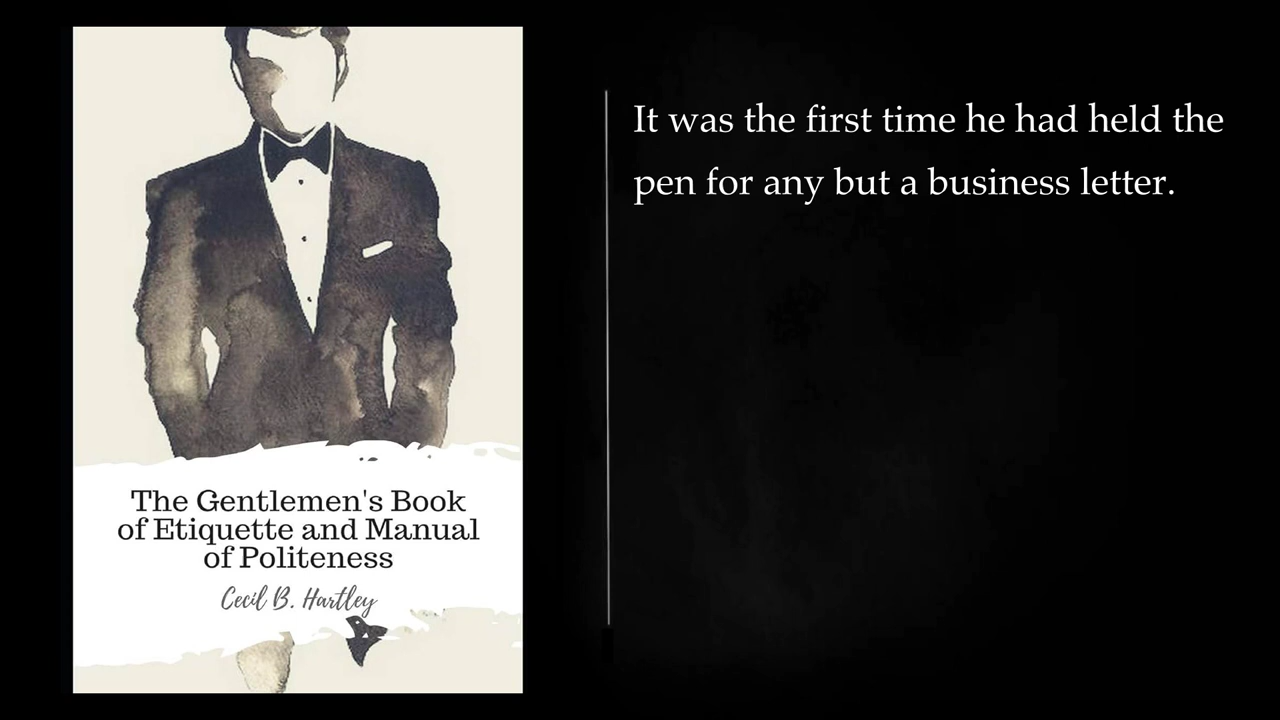 The Gentlemen's Book
of Etiquette and Manual
of Politeness
Cecil B. Hartley
It was the first time he had held the
pen for any but a business letter.